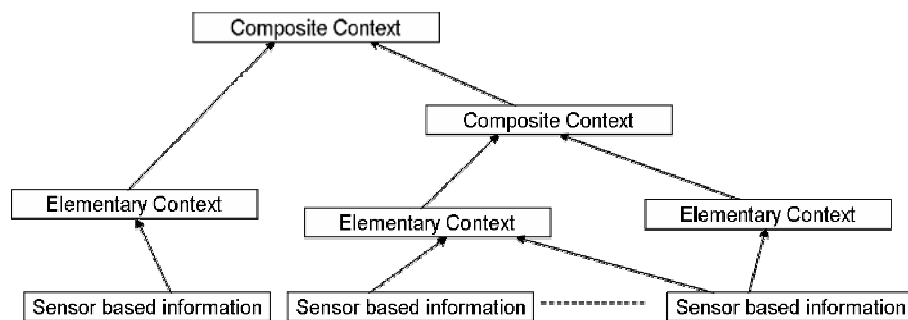 Composite Context
Composite Context
Elementary Context
Elementary Context
Elementary Context
Sensor based information
Sensor based information
Sensor based information